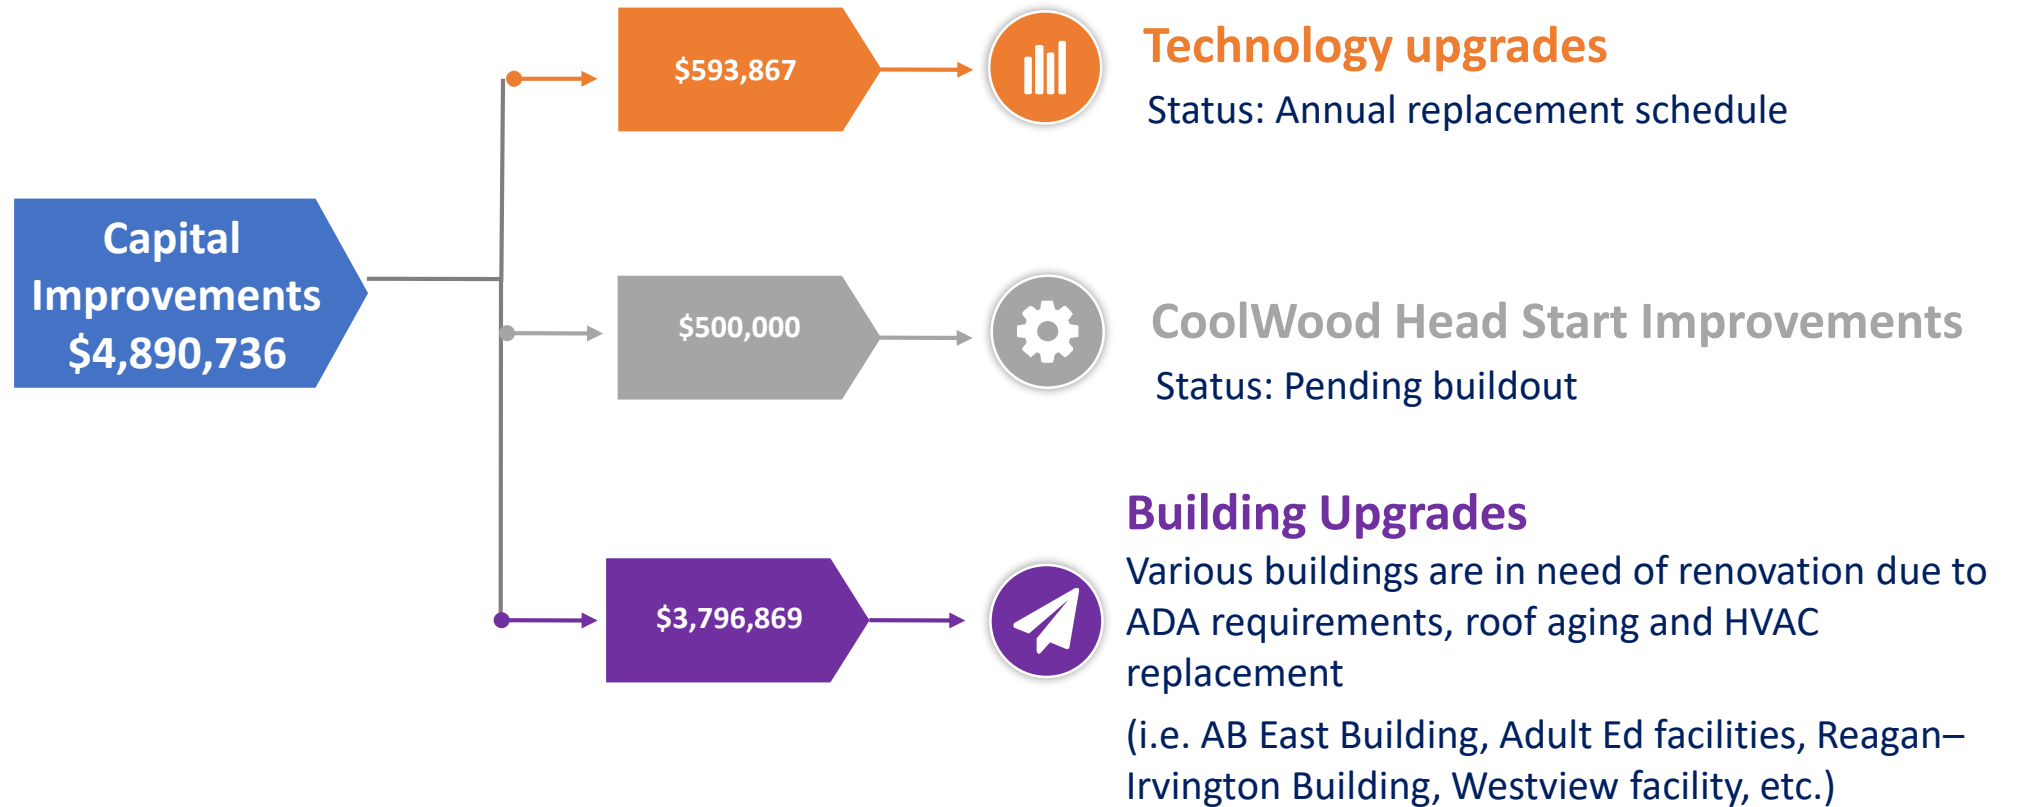 Capital
Improvements
$4,890,736
$593,867
Technology upgrades
Status: Annual replacement schedule
$500,000
CoolWood Head Start Improvements
Status: Pending buildout
$3,796,869
Building Upgrades
Various buildings are in need of renovation due to
ADA requirements, roof aging and HVAC
replacement
(i.e. AB East Building, Adult Ed facilities, Reagan–
Irvington Building, Westview facility, etc.)